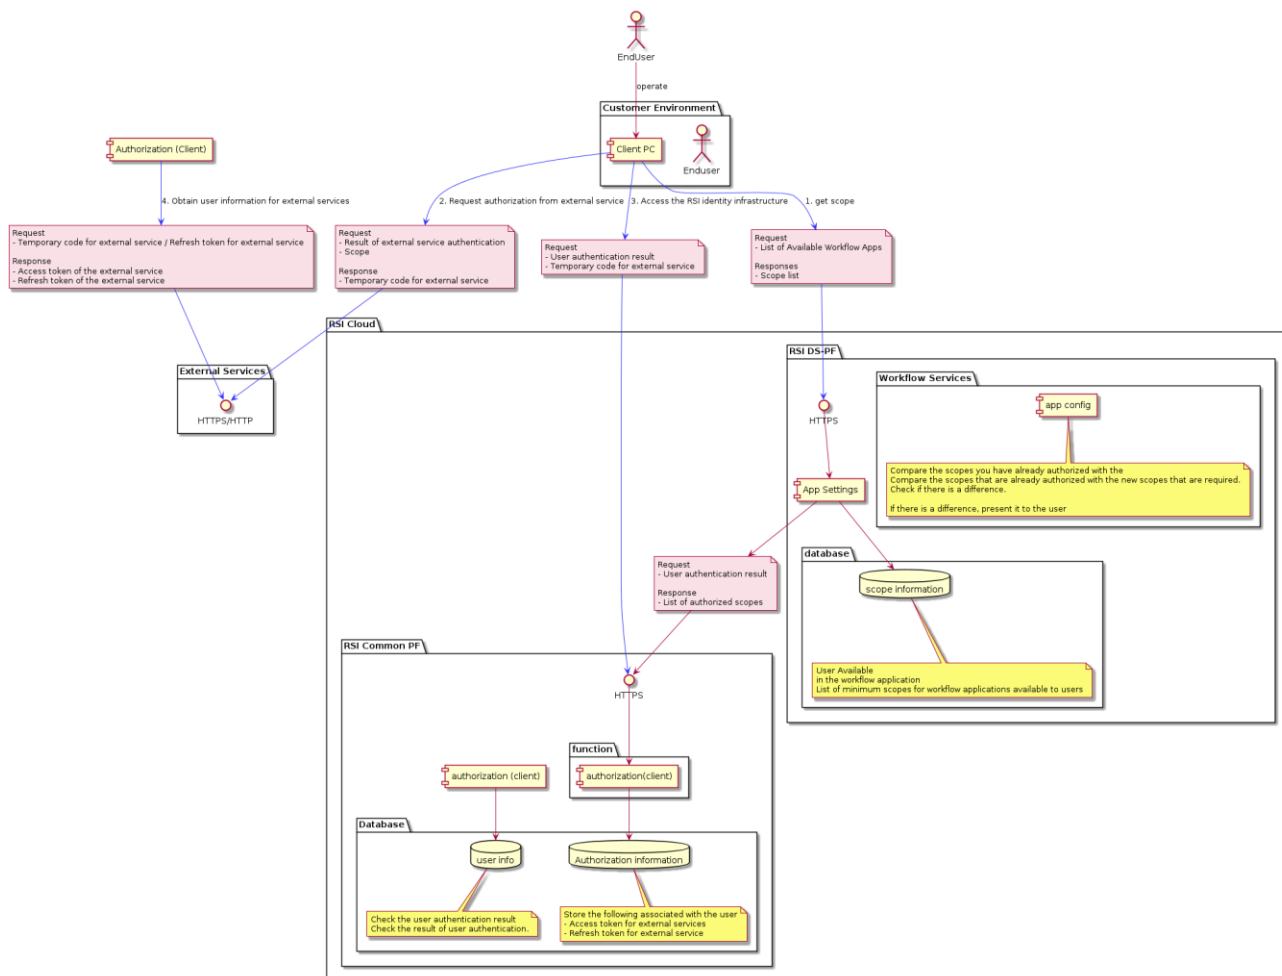 EndUser
operate
Customer Environment
Client PC
Enduser
Authorization (Client)
4. Obtain user information for external services
2. Request authorization from external service
3. Access the RSI identity infrastructure
1. get scope
Request
- Temporary code for external service / Refresh token for external service
Response
- Access token of the external service
- Refresh token of the external service
Request
- Result of external service authentication
- Scope
Response
- Temporary code for external service
Request
- User authentication result
- Temporary code for external service
Request
- List of Available Workflow Apps
Responses
- Scope list
RSI Cloud
External Services
HTTPS/HTTP
RSI DS-PF
HTTPS
Workflow Services
app config
Compare the scopes you have already authorized with the
Compare the scopes that are already authorized with the new scopes that are required.
Check if there is a difference.
If there is a difference, present it to the user
App Settings
database
scope information
User Available
in the workflow application
List of minimum scopes for workflow applications available to users
Request
- User authentication result
Response
- List of authorized scopes
RSI Common PF
HTTPS
function
authorization (client)
authorization(client)
Database
user info
Authorization information
Check the user authentication result
Check the result of user authentication.
Store the following associated with the user
- Access token for external services
- Refresh token for external service